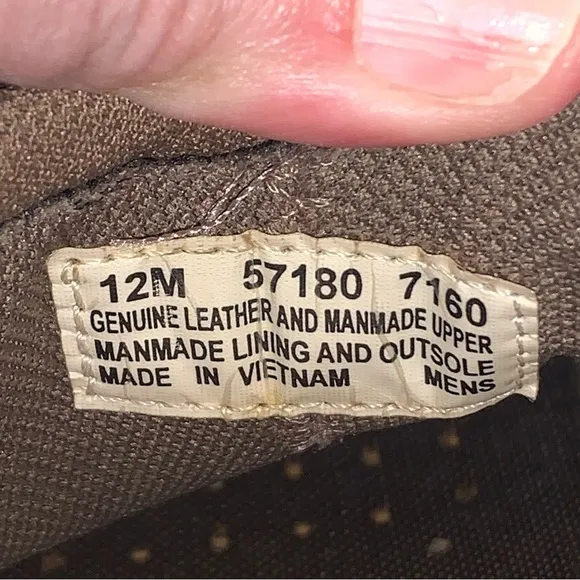 12M 57180 7160
GENUINE LEATHER AND MANMADE UPPER
MANMADE LINING AND OUTSOLE
MADE IN VIETNAM MENS